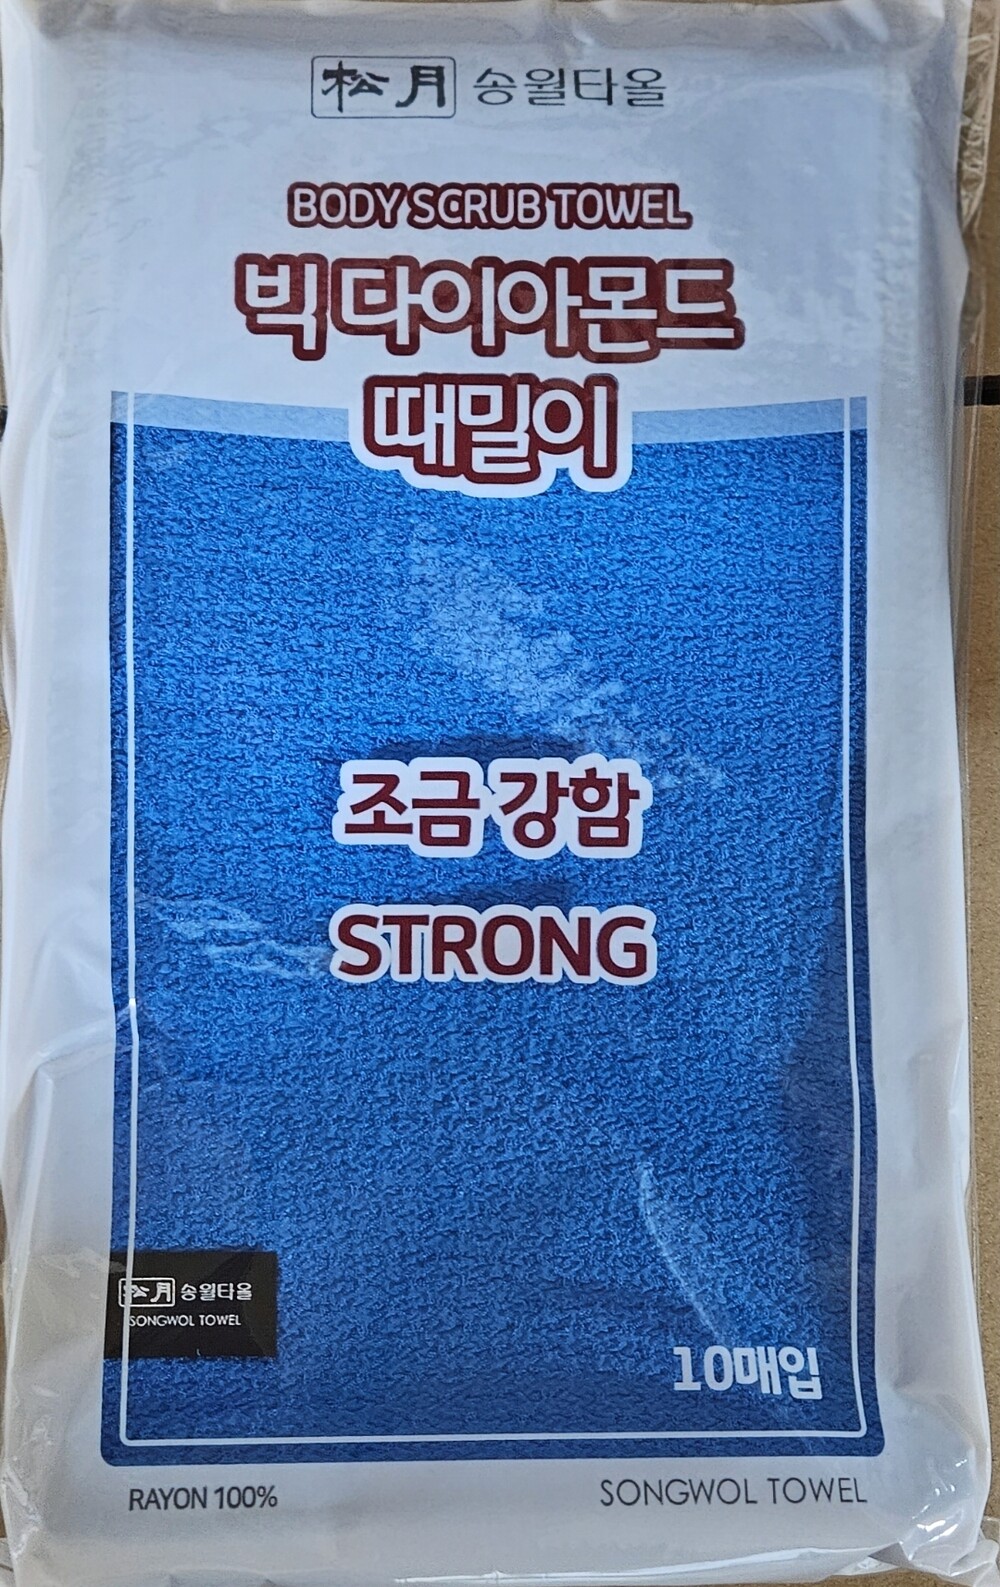 松月 송월타올
BODY SCRUB TOWEL
빅 다이아몬드
때밀이
조금 강함
STRONG
松月 송월타올
SONGWOL TOWEL
10매입
RAYON 100%
SONGWOL TOWEL